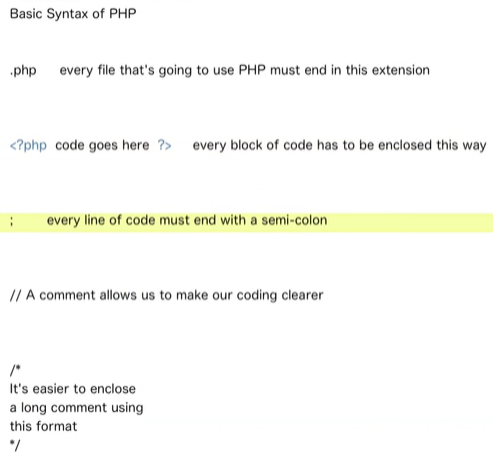 Basic Syntax of PHP
.php every file that's going to use PHP must end in this extension
<?php code goes here ?> every block of code has to be enclosed this way
; every line of code must end with a semi-colon
// A comment allows us to make our coding clearer
/*
It's easier to enclose
a long comment using
this format
*/